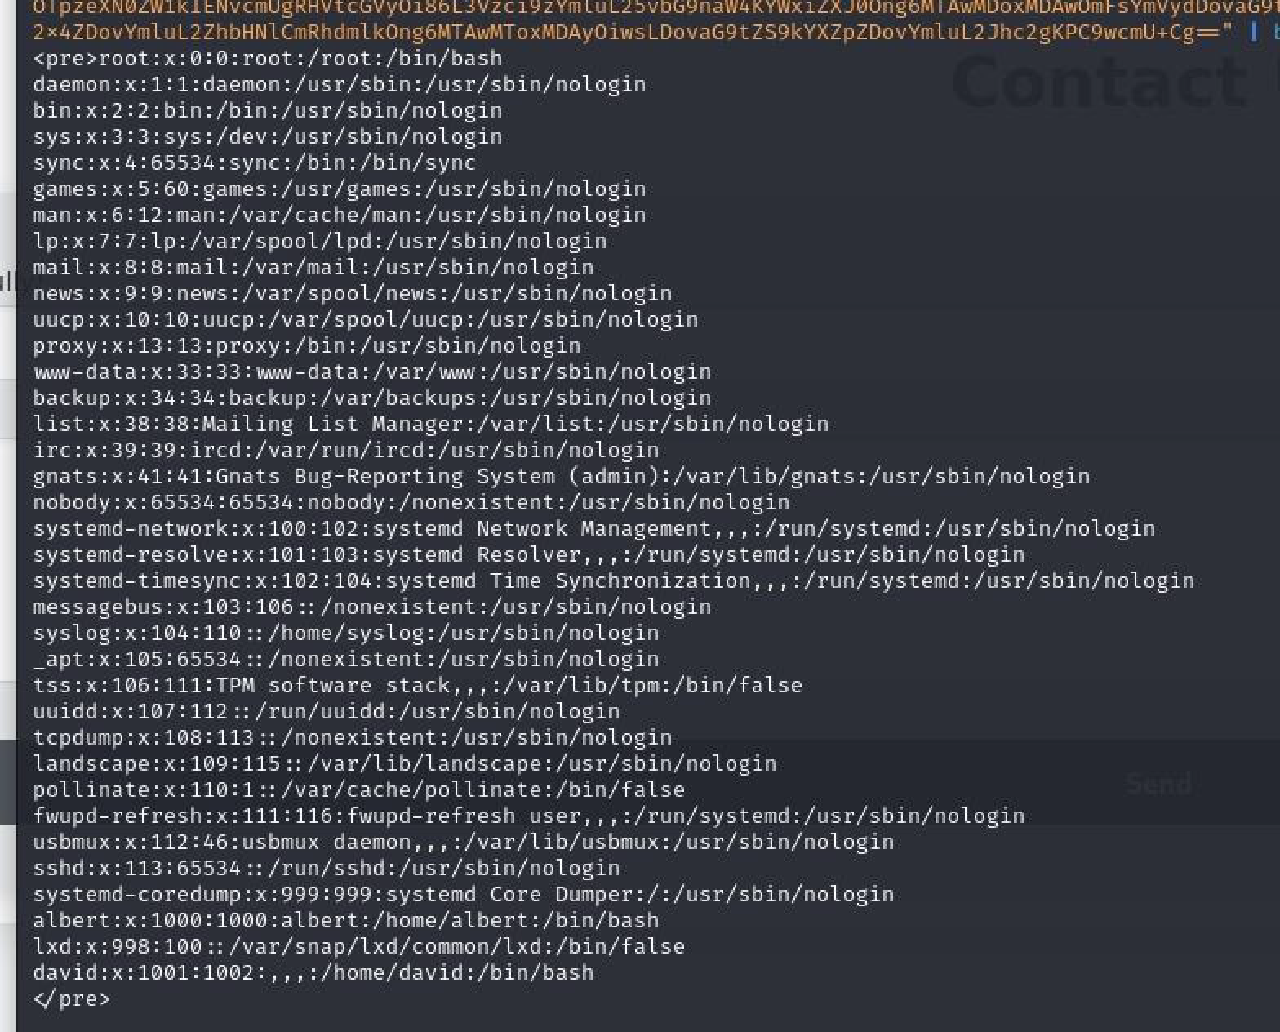 2×4ZDovYmluL2ZhbHNlCmRhdmlkOng6MTAwMToxMDAyOiwsLDovaG9tZS9kYXZpZDovYmluL2Jhc2gKPC9wcmU+Cg==" |
<pre>root:x:0:0:root:/root:/bin/bash
Contact
daemon:x:1:1:daemon:/usr/sbin:/usr/sbin/nologin
bin:x:2:2:bin:/bin:/usr/sbin/nologin
sys:x:3:3:sys:/dev:/usr/sbin/nologin
sync:x:4:65534:sync:/bin:/bin/sync
games:x:5:60:games:/usr/games:/usr/sbin/nologin
man:x:6:12:man:/var/cache/man:/usr/sbin/nologin
lp:x:7:7:lp:/var/spool/lpd:/usr/sbin/nologin
mail:x:8:8:mail:/var/mail:/usr/sbin/nologin
news:x:9:9:news:/var/spool/news:/usr/sbin/nologin
uucp:x:10:10:uucp:/var/spool/uucp:/usr/sbin/nologin
proxy:x:13:13:proxy:/bin:/usr/sbin/nologin
www-data:x:33:33:www-data:/var/www:/usr/sbin/nologin
backup:x:34:34:backup:/var/backups:/usr/sbin/nologin
list:x:38:38:Mailing List Manager:/var/list:/usr/sbin/nologin
irc:x:39:39:ircd:/var/run/ircd:/usr/sbin/nologin
gnats:x:41:41:Gnats Bug-Reporting System (admin):/var/lib/gnats:/usr/sbin/nologin
nobody:x:65534:65534:nobody:/nonexistent:/usr/sbin/nologin
systemd-network:x:100:102:systemd Network Management,,,:/run/systemd:/usr/sbin/nologin
systemd-resolve:x:101:103:systemd Resolver,,,:/run/systemd:/usr/sbin/nologin
systemd-timesync:x:102:104:systemd Time Synchronization,,,:/run/systemd:/usr/sbin/nologin
messagebus:x:103:106::/nonexistent:/usr/sbin/nologin
syslog:x:104:110::/home/syslog:/usr/sbin/nologin
_apt:x:105:65534::/nonexistent:/usr/sbin/nologin
tss:x:106:111:TPM software stack,,,:/var/lib/tpm:/bin/false
uuidd:x:107:112::/run/uuidd:/usr/sbin/nologin
tcpdump:x:108:113::/nonexistent:/usr/sbin/nologin
landscape:x:109:115::/var/lib/landscape:/usr/sbin/nologin
pollinate:x:110:1::/var/cache/pollinate:/bin/false
Send
fwupd-refresh:x:111:116:fwupd-refresh user,,,:/run/systemd:/usr/sbin/nologin
usbmux:x:112:46:usbmux daemon,,,:/var/lib/usbmux:/usr/sbin/nologin
sshd:x:113:65534::/run/sshd:/usr/sbin/nologin
systemd-coredump:x:999:999:systemd Core Dumper:/:/usr/sbin/nologin
albert:x:1000:1000:albert:/home/albert:/bin/bash
lxd:x:998:100::/var/snap/lxd/common/lxd:/bin/false
david:x:1001:1002:,,,:/home/david:/bin/bash
</pre>